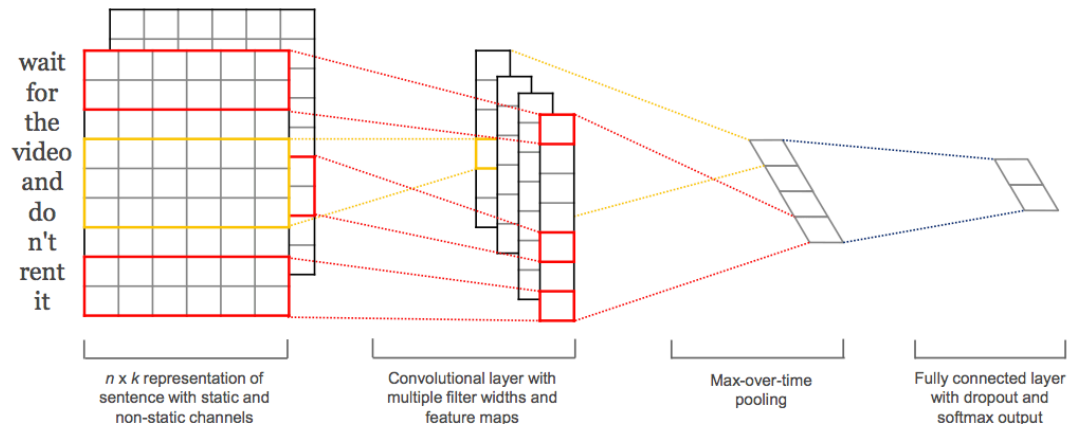 wait
for
the
video
and
do
n't
rent
it
n x k representation of
sentence with static and
non-static channels
Convolutional layer with
multiple filter widths and
feature maps
Max-over-time
pooling
Fully connected layer
with dropout and
softmax output